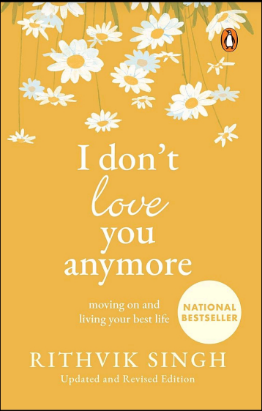 I don't
love
you
anymore
moving on and
living your best life
NATIONAL
BESTSELLER
RITHVIK SINGH
Updated and Revised Edition